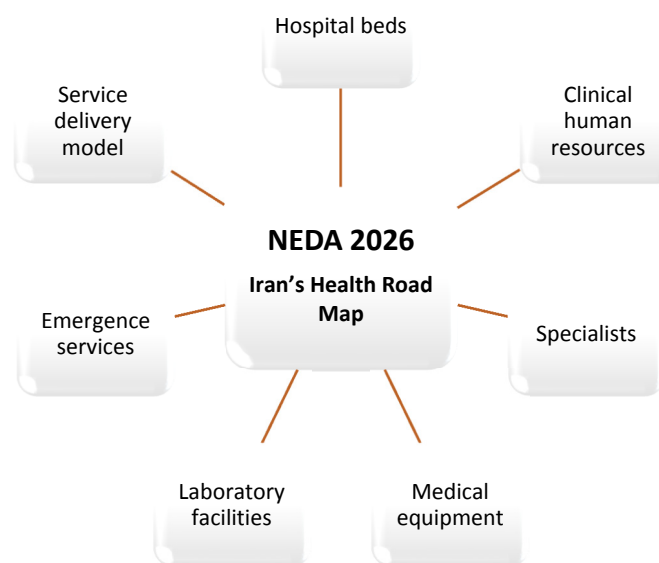 Hospital beds
Service
delivery
model
Clinical
human
resources
NEDA 2026
Iran’s Health Road
Map
Emergence
services
Specialists
Laboratory
facilities
Medical
equipment